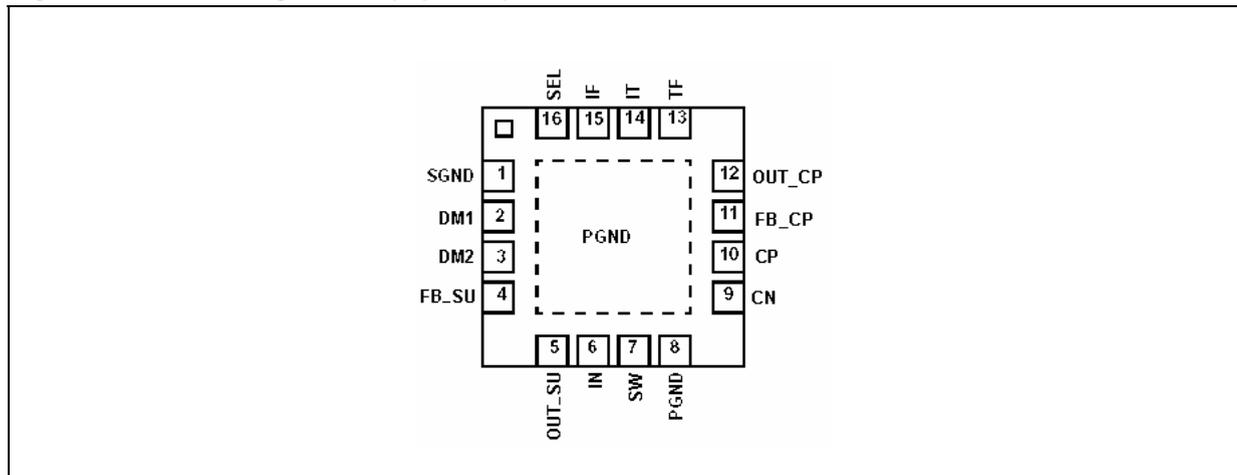 SEL IF IT TF
16 15 14 13
SGND 1
DM1 2
DM2 3
FB_SU 4
PGND
12 OUT_CP
11 FB_CP
10 CP
9 CN
5 6 7 8
OUT_SU IN SW PGND